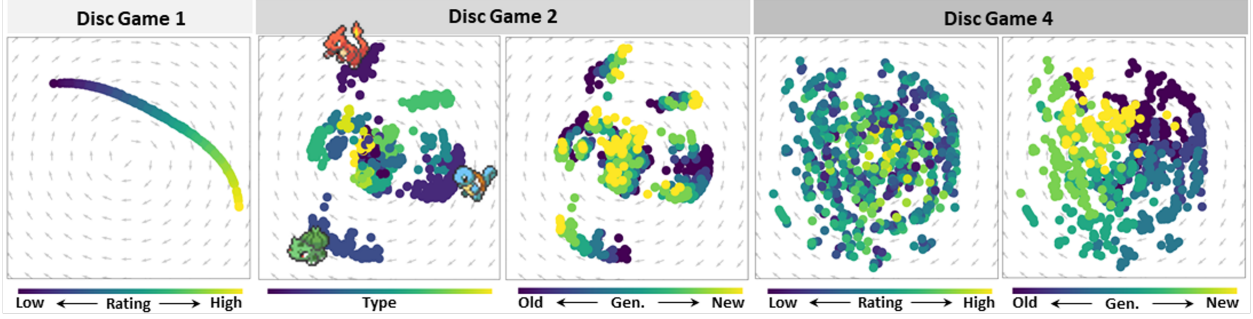 Disc Game 1
Disc Game 2
Disc Game 4
Low Rating High
Type
Old Gen. New
Low Rating High
Old Gen. New